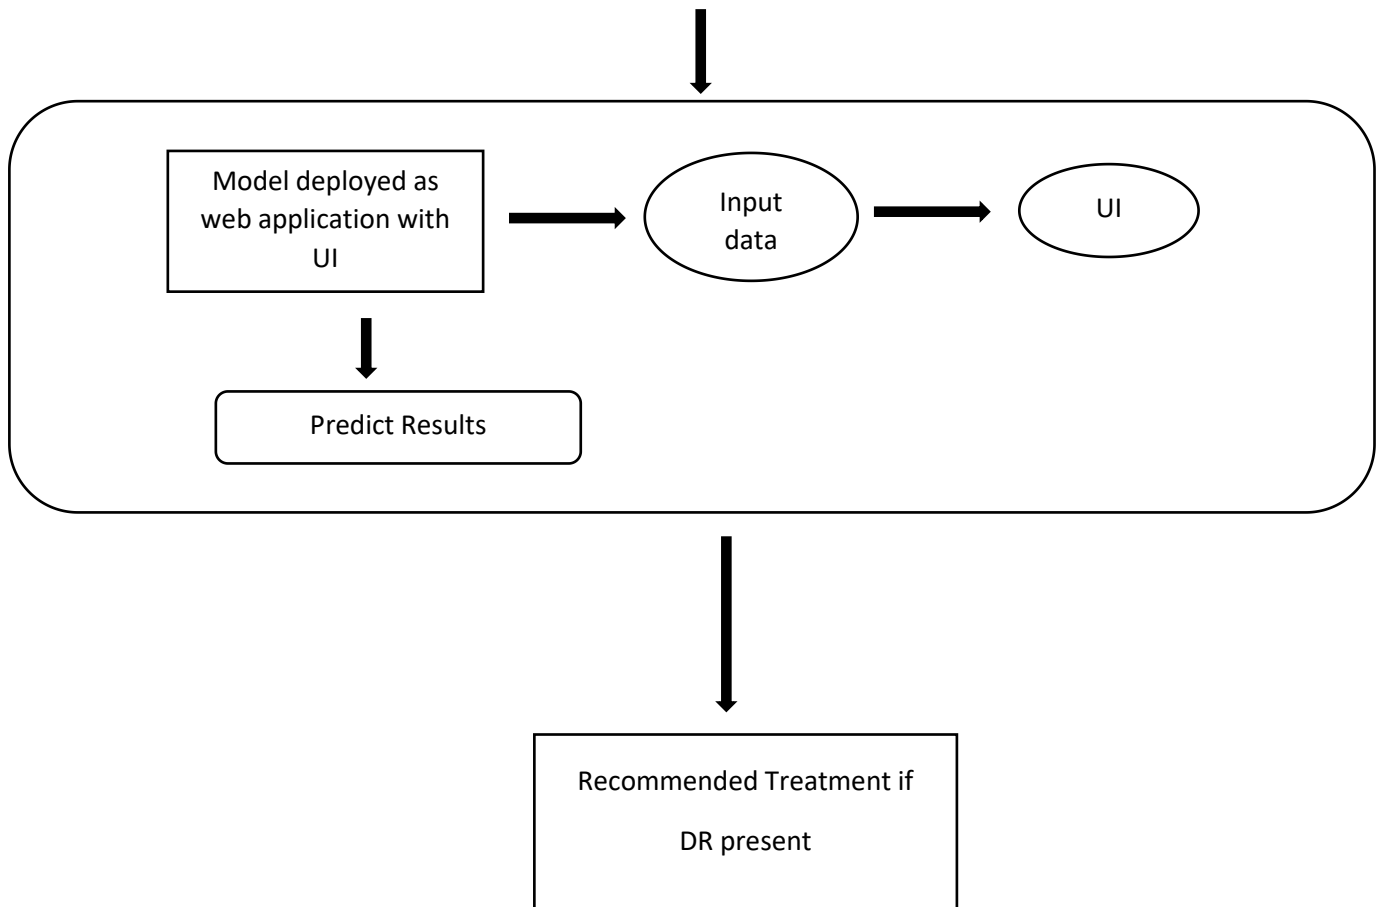 Model deployed as
web application with
UI
Input
data
UI
Predict Results
Recommended Treatment if
DR present